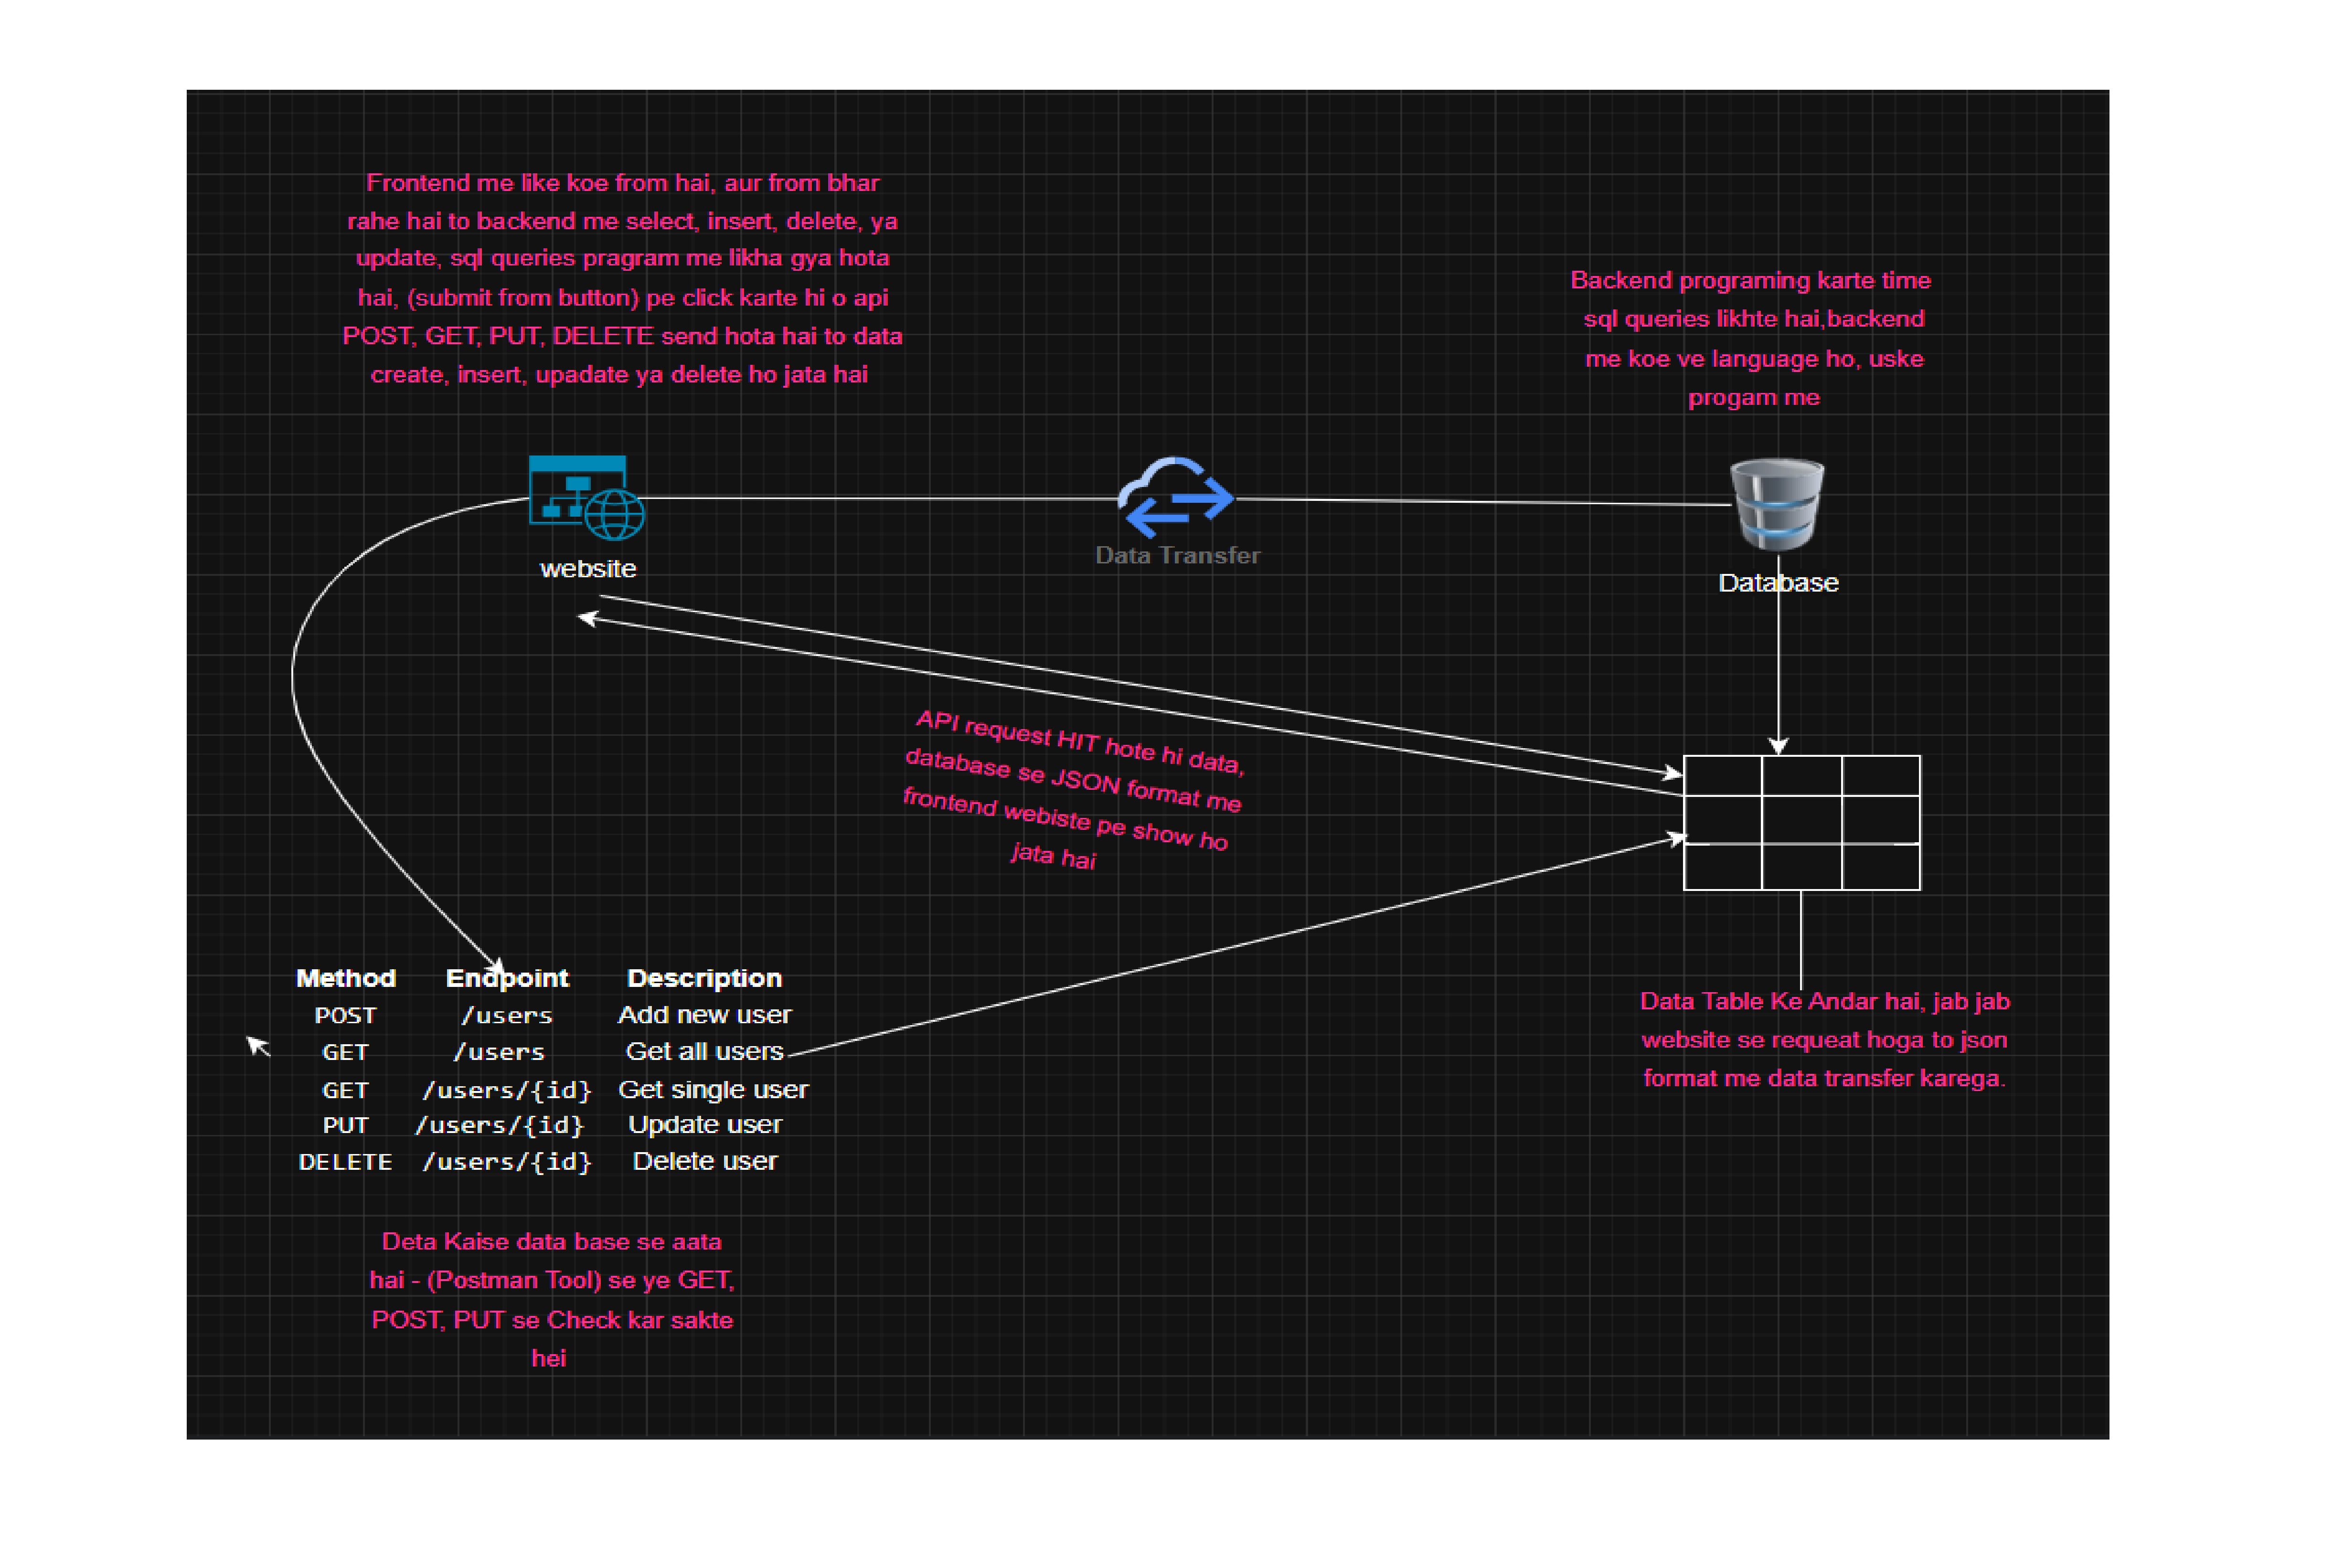 Frontend me like koe from hai, aur from bhar
rahe hai to backend me select, insert, delete, ya
update, sql queries pragram me likha gya hota
hai, (submit from button) pe click karte hi o api
POST, GET, PUT, DELETE send hota hai to data
create, insert, upadate ya delete ho jata hai
Backend programing karte time
sql queries likhte hai,backend
me koe ve language ho, uske
progam me
website
Data Transfer
Database
API request HIT hote hi data,
database se JSON format me
frontend webiste pe show ho
jata hai
Method Endpoint Description
POST /users Add new user
GET /users Get all users
GET /users/{id} Get single user
PUT /users/{id} Update user
DELETE /users/{id} Delete user
Data Table Ke Andar hai, jab jab
website se requeat hoga to json
format me data transfer karega.
Deta Kaise data base se aata
hai - (Postman Tool) se ye GET,
POST, PUT se Check kar sakte
hei